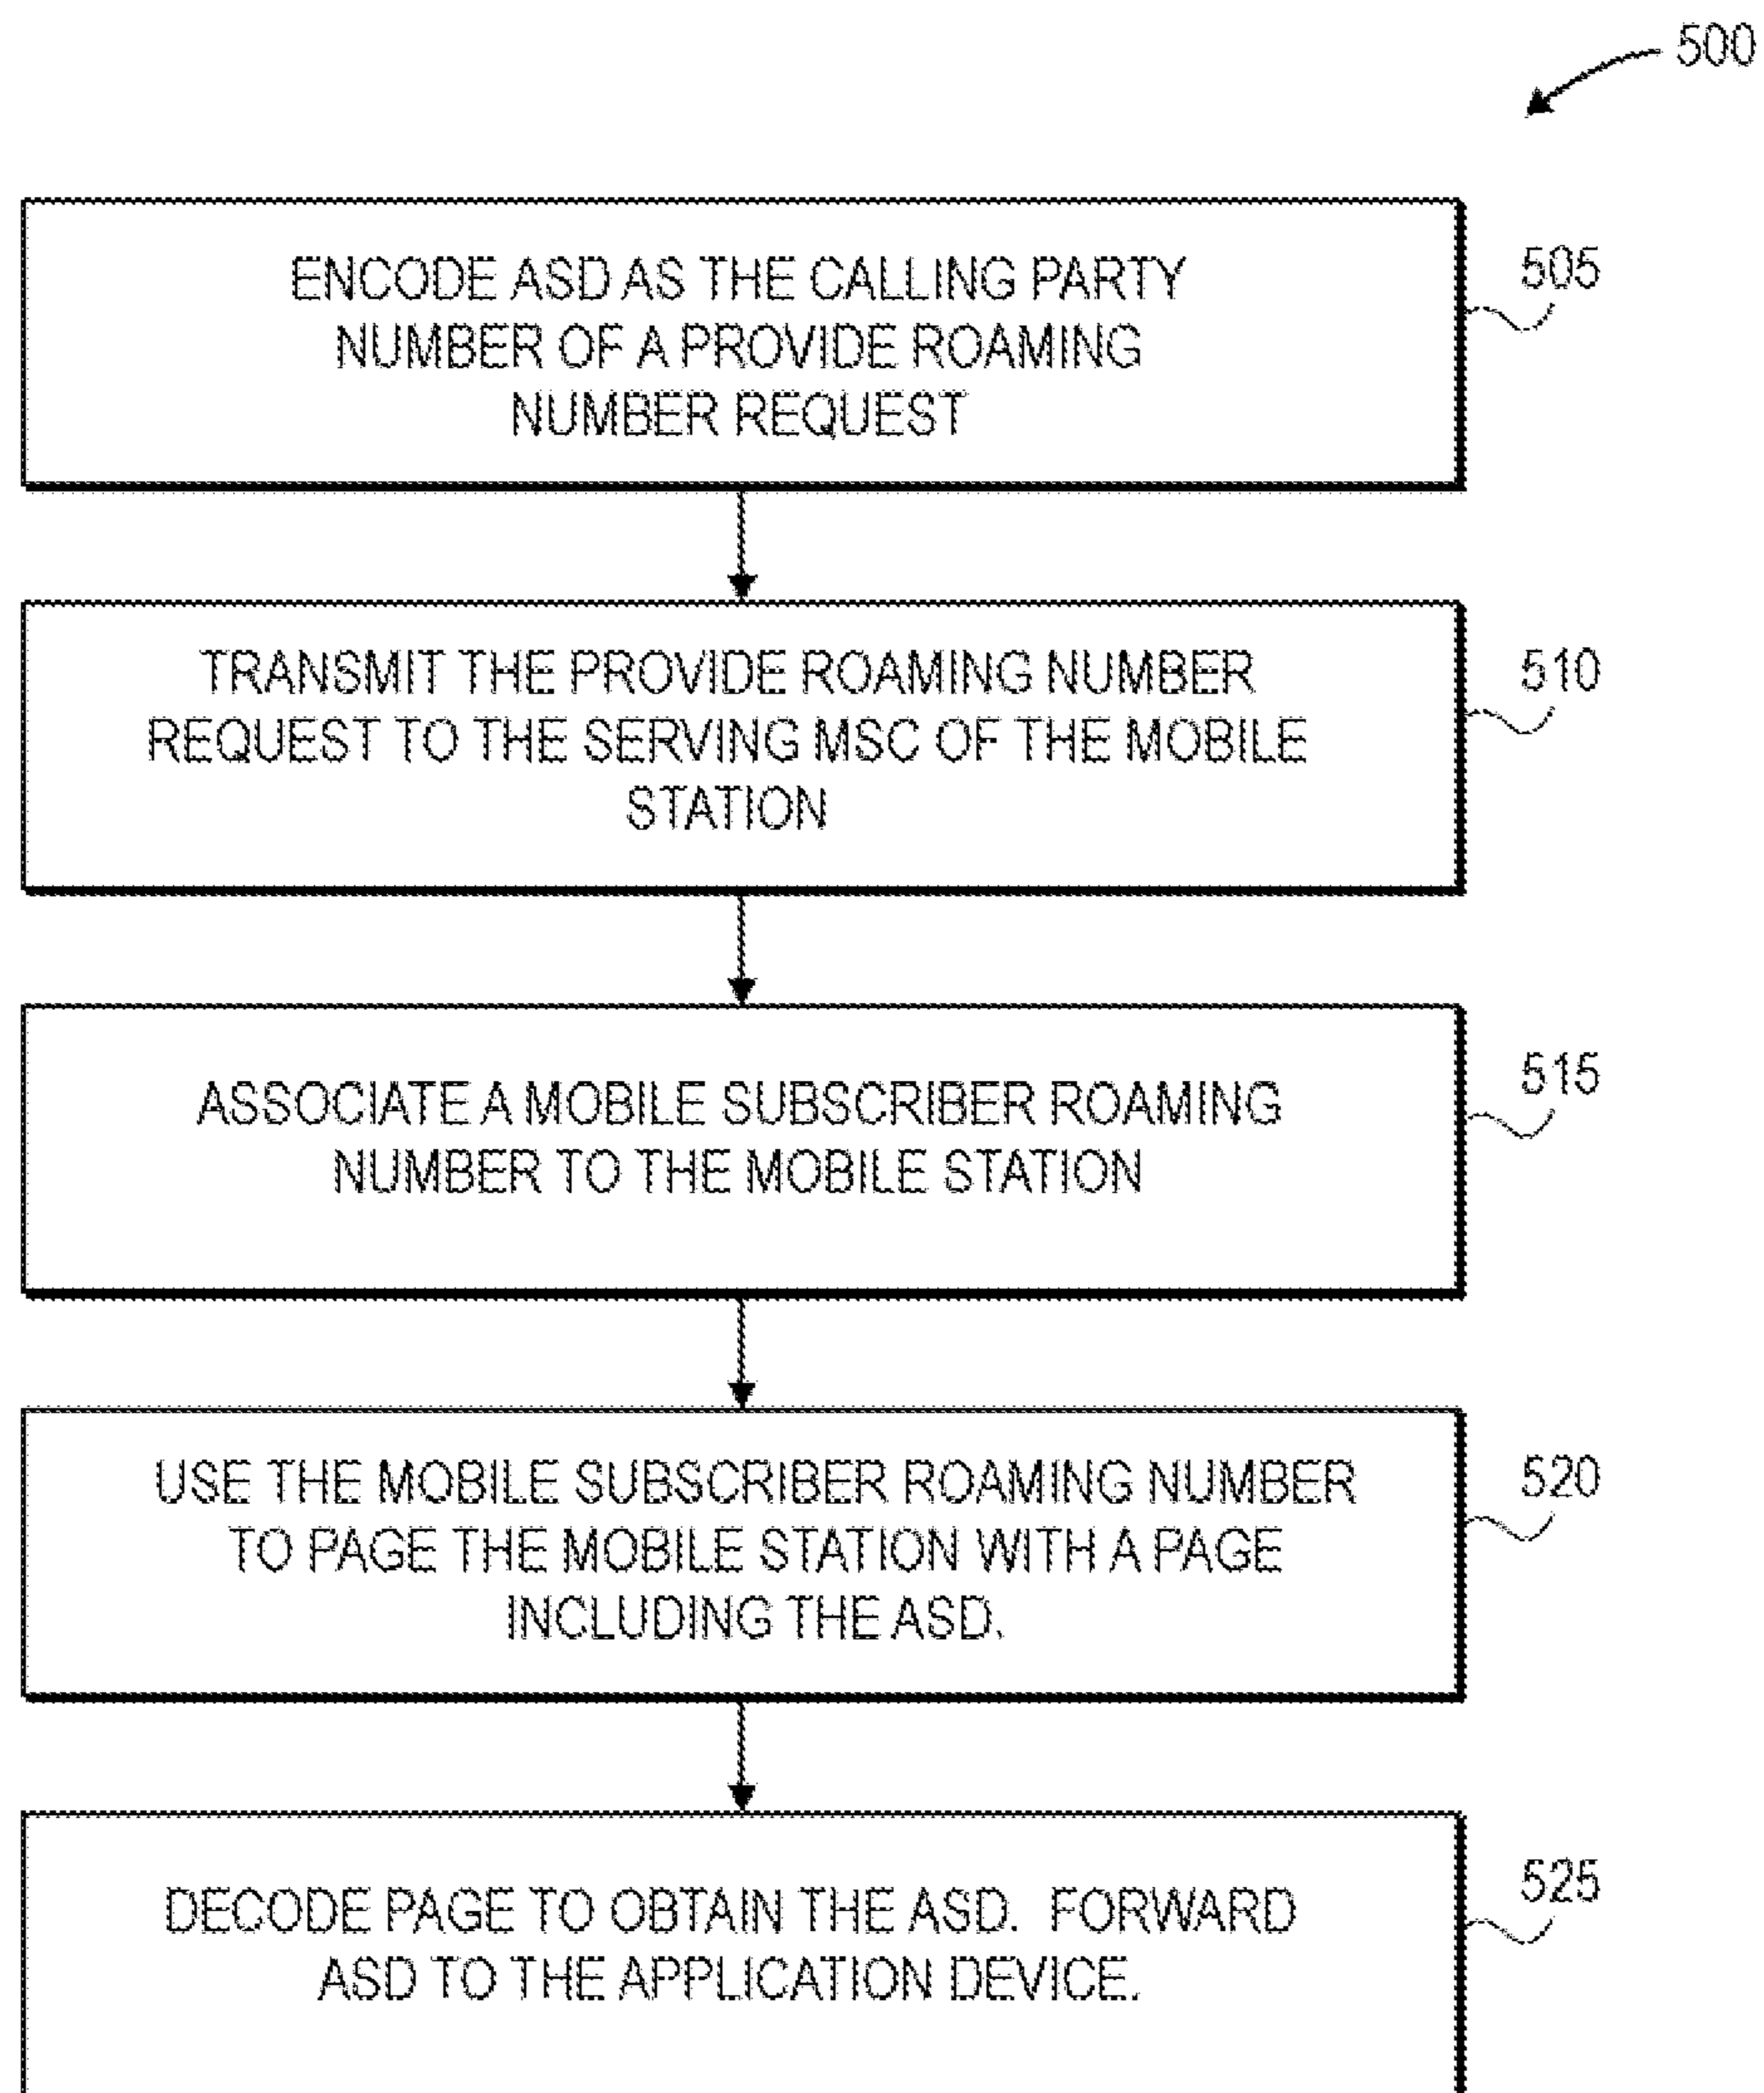 500
ENCODE ASD AS THE CALLING PARTY
NUMBER OF A PROVIDE ROAMING
NUMBER REQUEST
505
TRANSMIT THE PROVIDE ROAMING NUMBER
REQUEST TO THE SERVING MSC OF THE MOBILE
STATION
510
ASSOCIATE A MOBILE SUBSCRIBER ROAMING
NUMBER TO THE MOBILE STATION
515
USE THE MOBILE SUBSCRIBER ROAMING NUMBER
TO PAGE THE MOBILE STATION WITH A PAGE
INCLUDING THE ASD.
520
DECODE PAGE TO OBTAIN THE ASD. FORWARD
ASD TO THE APPLICATION DEVICE.
525